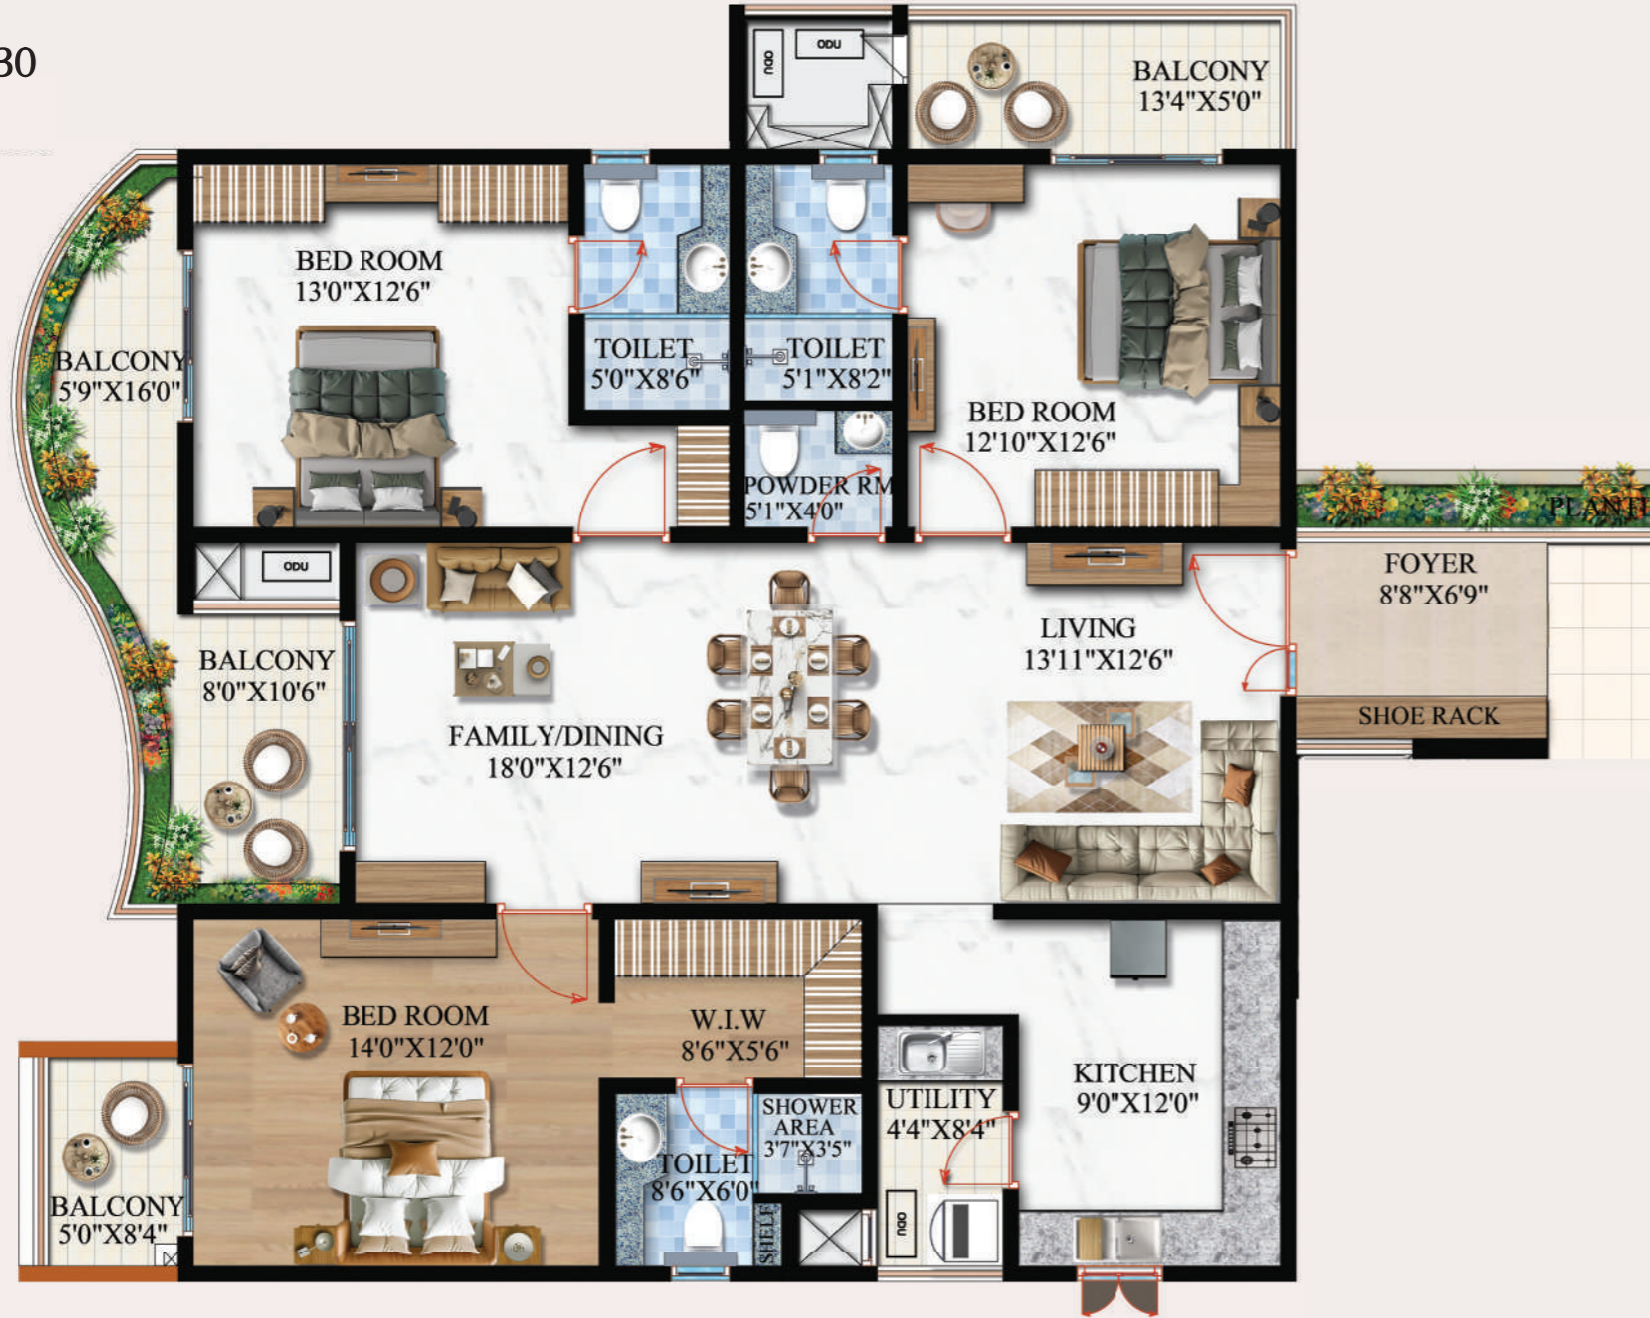 30
ODU
ODU
BALCONY
13'4"X5'0"
BED ROOM
13'0"X12'6"
BALCONY
5'9"X16'0"
TOILET
5'0"X8'6"
TOILET
5'1"X8'2"
BED ROOM
12'10"X12'6"
POWDER RM
5'1"X4'0"
ODU
FOYER
8'8"X6'9"
LIVING
13'11"X12'6"
BALCONY
8'0"X10'6"
SHOE RACK
FAMILY/DINING
18'0"X12'6"
BED ROOM
14'0"X12'0"
W.I.W
8'6"X5'6"
KITCHEN
9'0"X12'0"
UTILITY
4'4"X8'4"
SHOWER
AREA
3'7"X3'5"
TOILET
8'6"X6'0"
BALCONY
5'0"X8'4"
SHELF
ODU